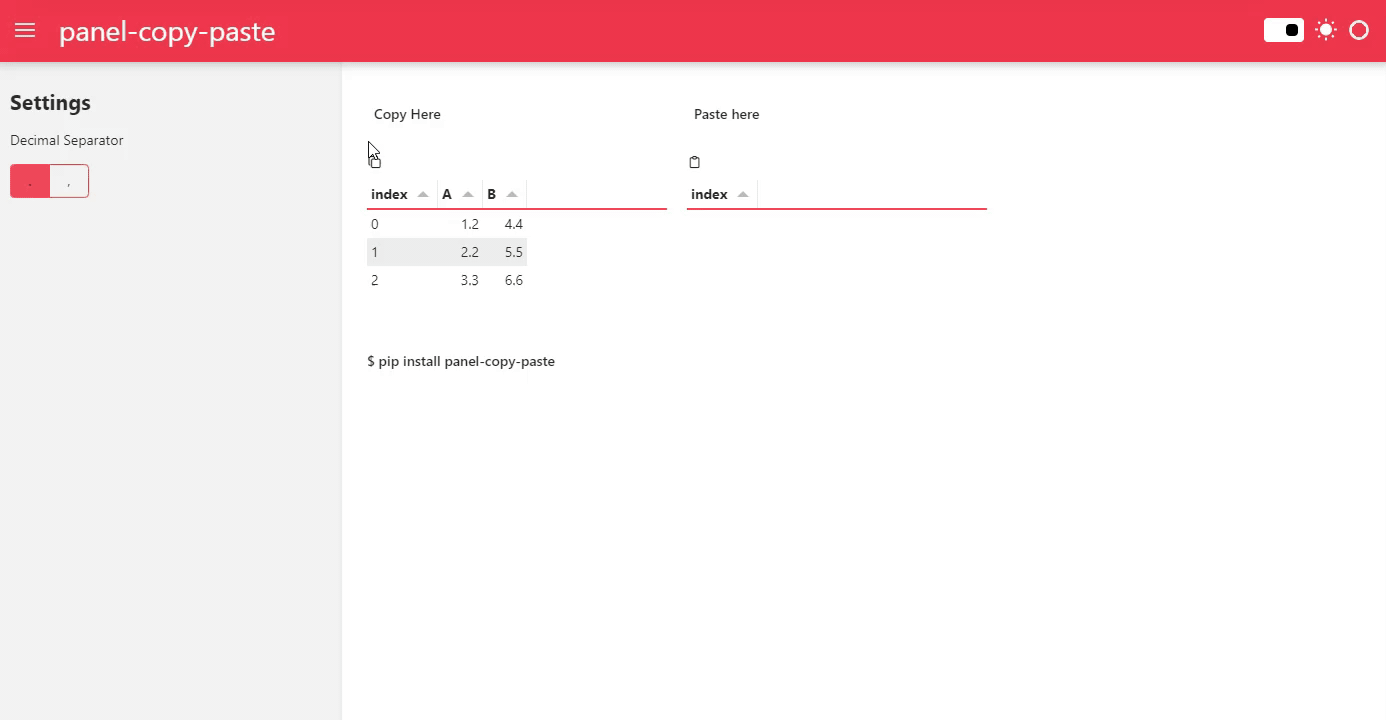 panel-copy-paste
Settings
Decimal Separator
. ,
Copy Here
index A B
0 1.2 4.4
1 2.2 5.5
2 3.3 6.6
Paste here
index
$ pip install panel-copy-paste